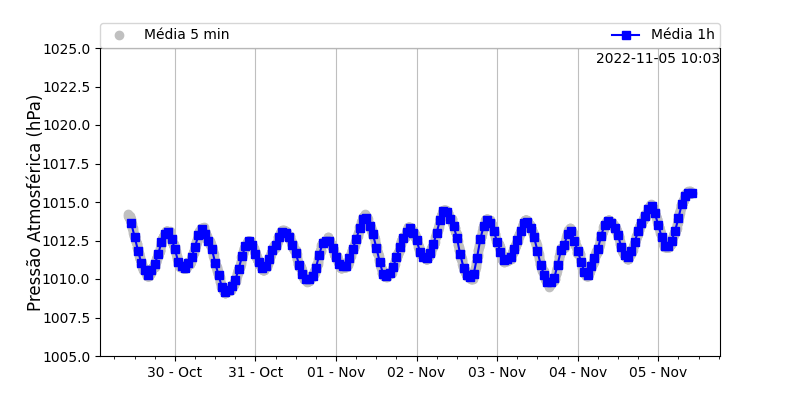 Média 5 min
Média 1h
2022-11-05 10:03
Pressão Atmosférica (hPa)
1025.0
1022.5
1020.0
1017.5
1015.0
1012.5
1010.0
1007.5
1005.0
30 - Oct
31 - Oct
01 - Nov
02 - Nov
03 - Nov
04 - Nov
05 - Nov